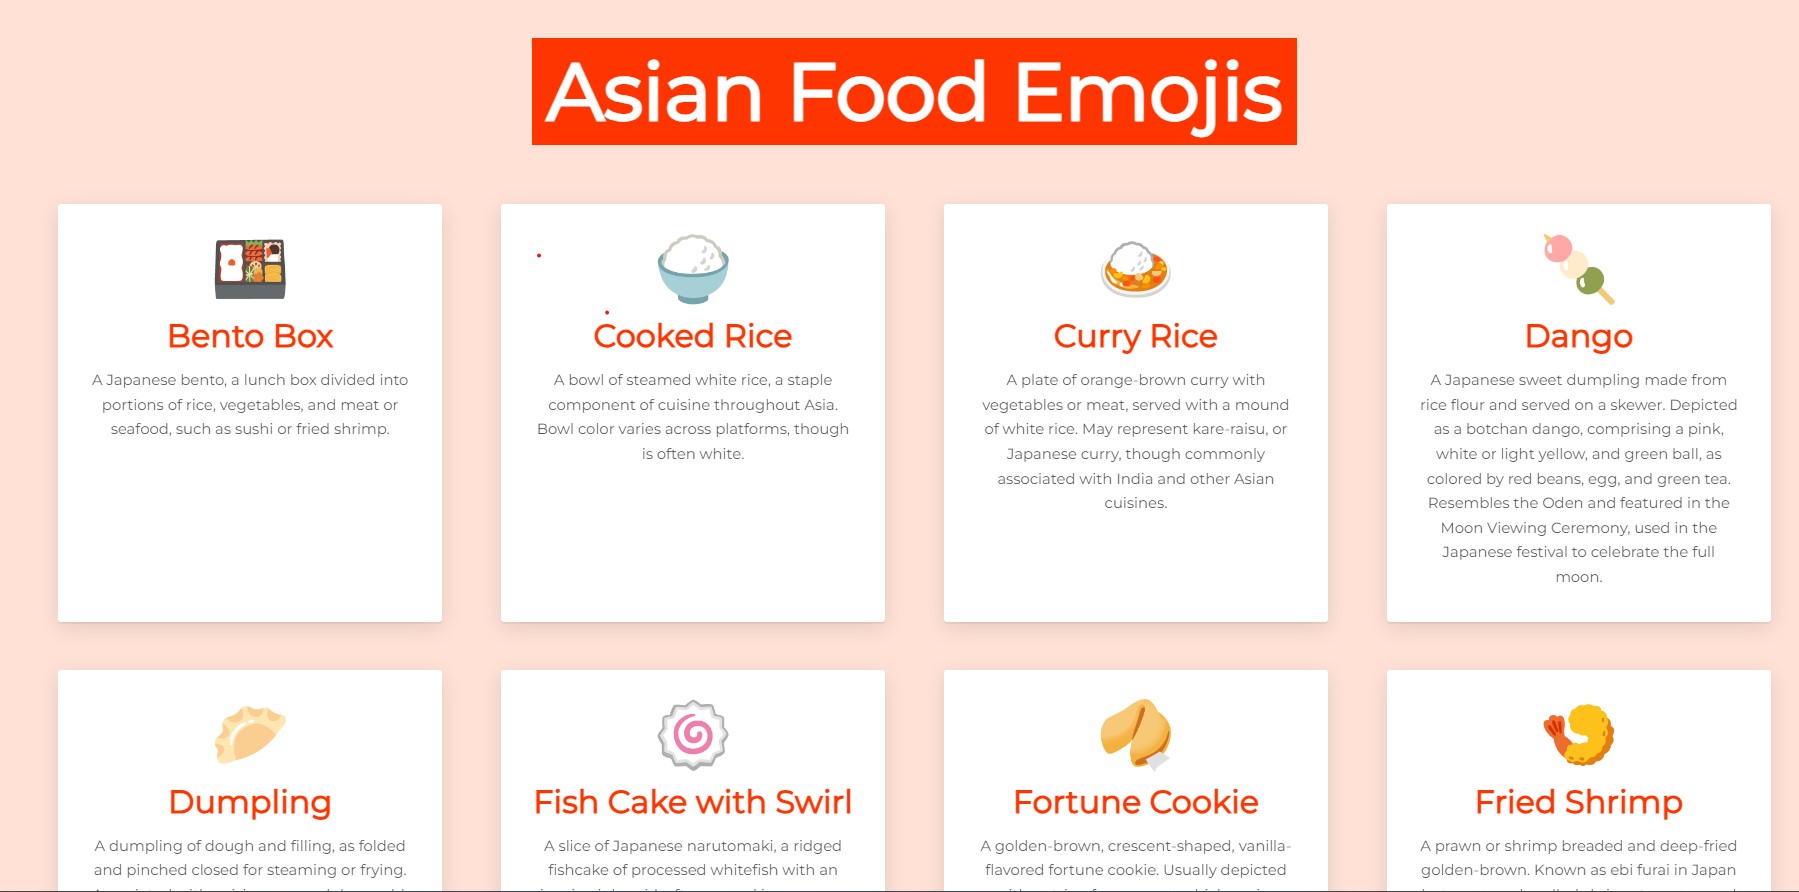 Asian Food Emojis
Bento Box
A Japanese bento, a lunch box divided into
portions of rice, vegetables, and meat or
seafood, such as sushi or fried shrimp.
Cooked Rice
A bowl of steamed white rice, a staple
component of cuisine throughout Asia.
Bowl color varies across platforms, though
is often white.
Curry Rice
A plate of orange-brown curry with
vegetables or meat, served with a mound
of white rice. May represent kare-raisu, or
Japanese curry, though commonly
associated with India and other Asian
cuisines.
Dango
A Japanese sweet dumpling made from
rice flour and served on a skewer. Depicted
as a botchan dango, comprising a pink,
white or light yellow, and green ball, as
colored by red beans, egg, and green tea.
Resembles the Oden and featured in the
Moon Viewing Ceremony, used in the
Japanese festival to celebrate the full
moon.
Dumpling
A dumpling of dough and filling, as folded
and pinched closed for steaming or frying.
Fish Cake with Swirl
A slice of Japanese narutomaki, a ridged
fishcake of processed whitefish with an
Fortune Cookie
A golden-brown, crescent-shaped, vanilla-
flavored fortune cookie. Usually depicted
Fried Shrimp
A prawn or shrimp breaded and deep-fried
golden-brown. Known as ebi furai in Japan